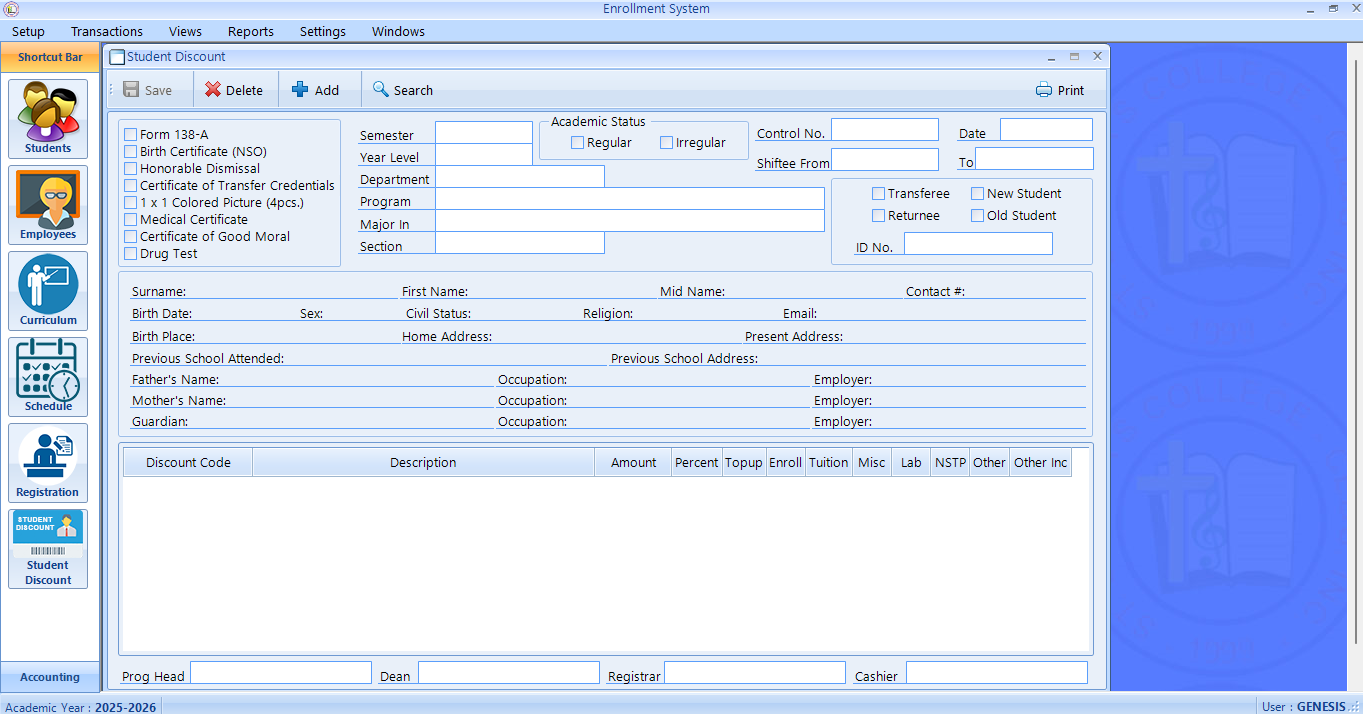 Enrollment System
Setup Transactions Views Reports Settings Windows
Shortcut Bar
Students
Employees
Curriculum
Schedule
Registration
STUDENT
DISCOUNT
Student
Discount
Accounting
Student Discount
Save Delete Add Search Print
Form 138-A
Birth Certificate (NSO)
Honorable Dismissal
Certificate of Transfer Credentials
1 x 1 Colored Picture (4pcs.)
Medical Certificate
Certificate of Good Moral
Drug Test
Semester
Year Level
Department
Program
Major In
Section
Academic Status
Regular Irregular
Control No. Date
Shiftee From To
Transferee New Student
Returnee Old Student
ID No.
Surname: First Name: Mid Name: Contact #:
Birth Date: Sex: Civil Status: Religion: Email:
Birth Place: Home Address: Present Address:
Previous School Attended: Previous School Address:
Father's Name: Occupation: Employer:
Mother's Name: Occupation: Employer:
Guardian: Occupation: Employer:
Discount Code Description Amount Percent Topup Enroll Tuition Misc Lab NSTP Other Other Inc
Prog Head Dean Registrar Cashier
Academic Year : 2025-2026 User : GENESIS